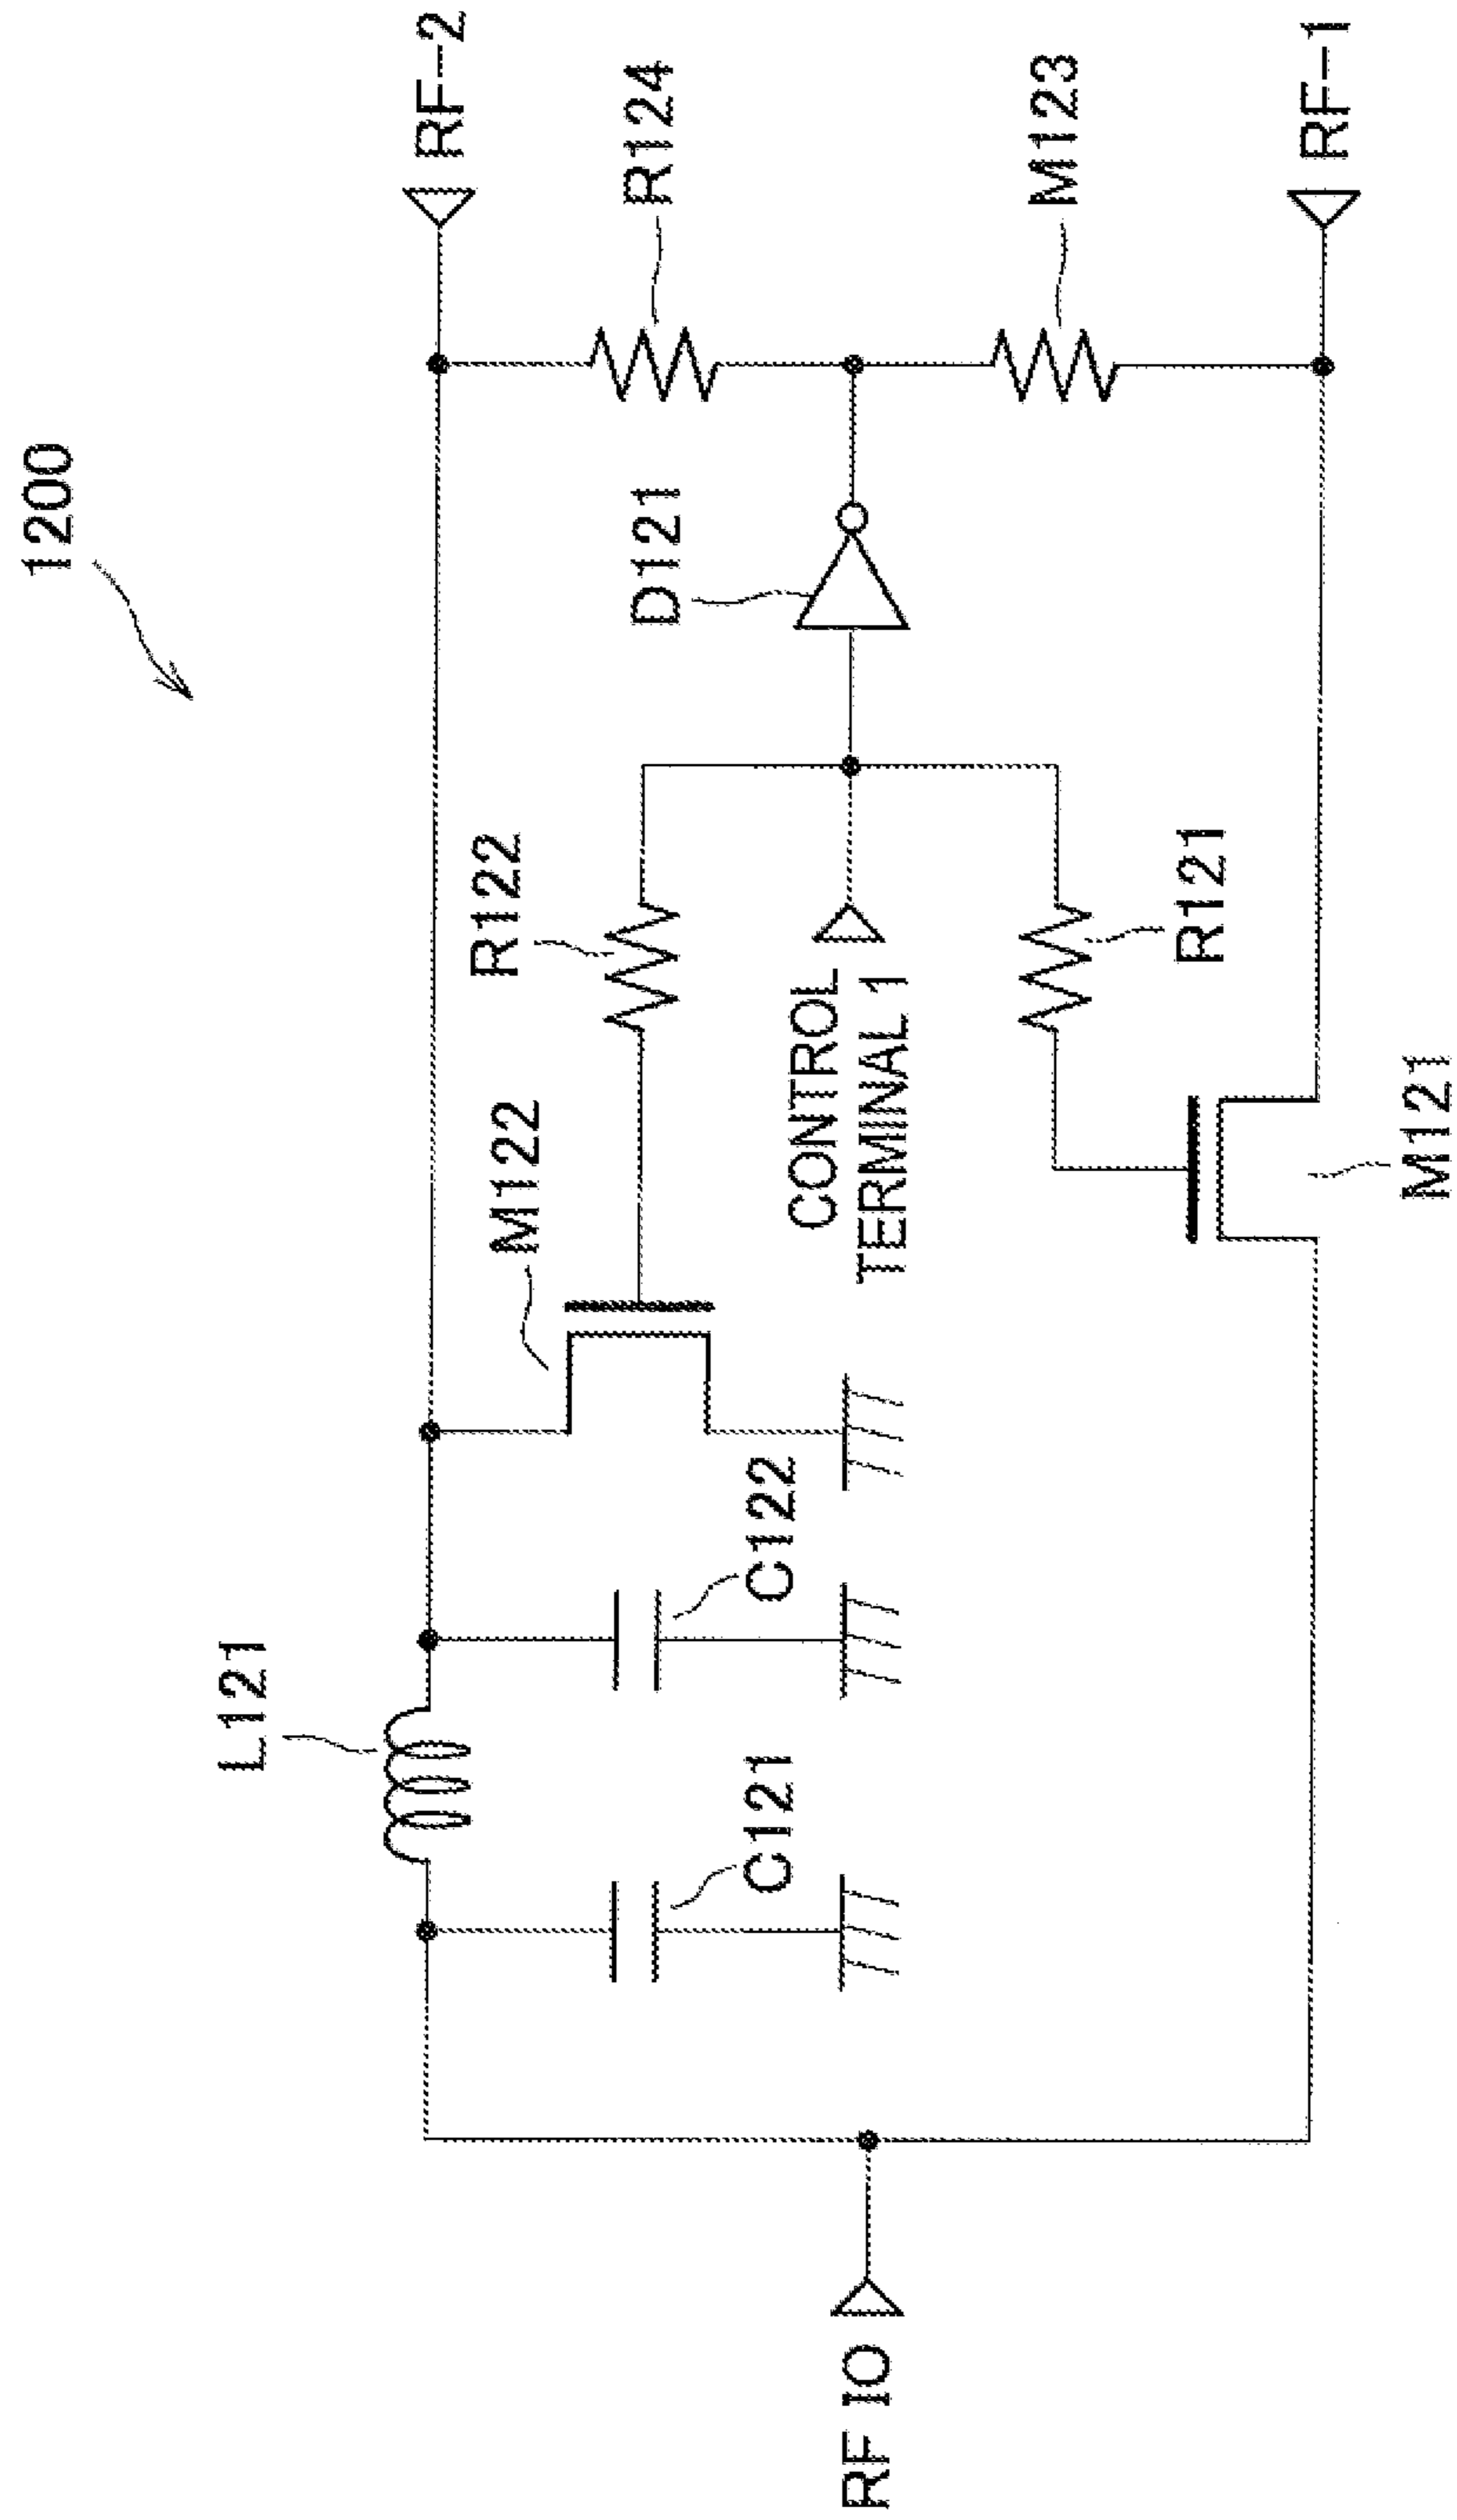 1200
L121
RF-2
M122
R122
R124
C121
C122
D121
CONTROL
TERMINAL 1
RF IO
R121
M123
M121
RF-1